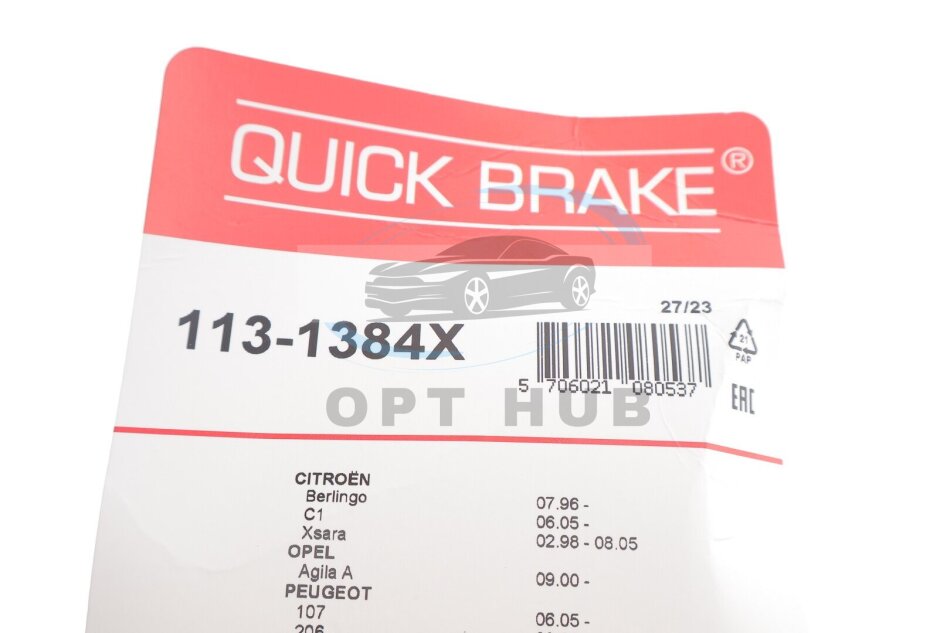 QUICK BRAKE®
27/23
113-1384X
21
PAP
5 706021 080537
EAC
OPT HUB
CITROËN
Berlingo 07.96 -
C1 06.05 -
Xsara 02.98 - 08.05
OPEL
Agila A 09.00 -
PEUGEOT
107 06.05 -
206